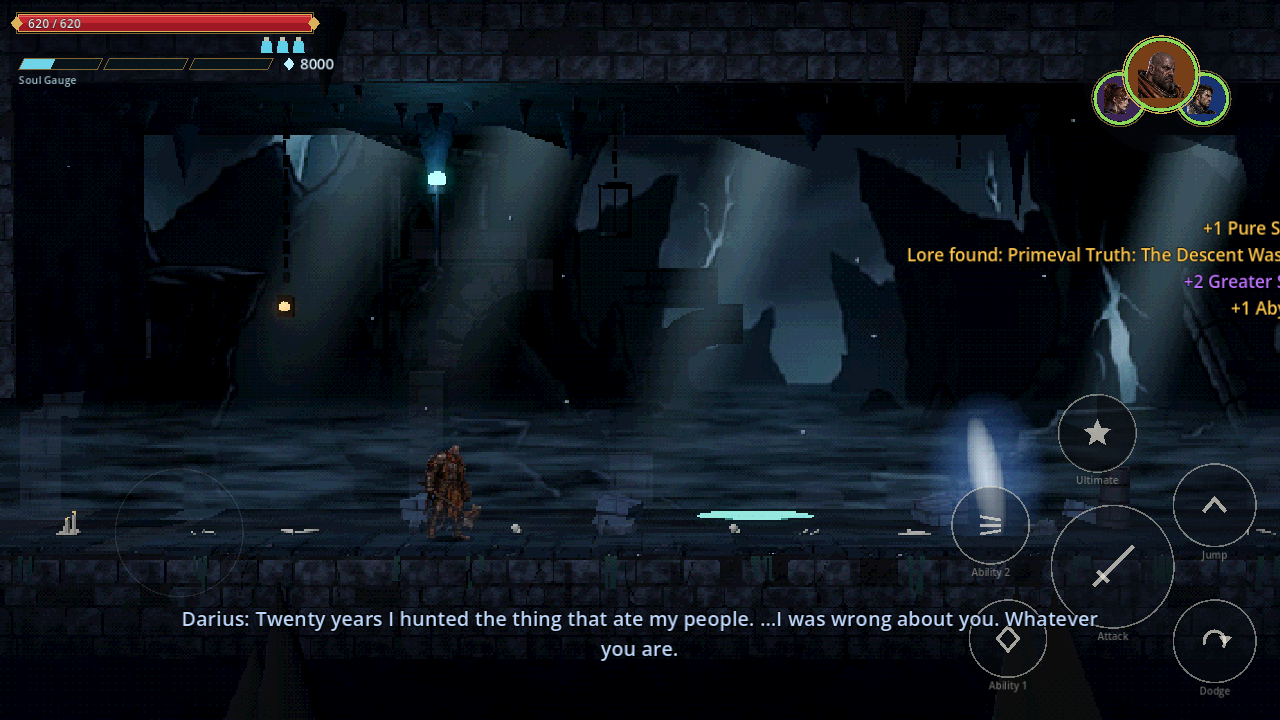 620 / 620
8000
Soul Gauge
+1 Pure S
Lore found: Primeval Truth: The Descent Was
+2 Greater S
+1 Aby
Ultimate
Jump
Ability 2
Darius: Twenty years I hunted the thing that ate my people. ...I was wrong about you. Whatever
you are.
Attack
Ability 1
Dodge